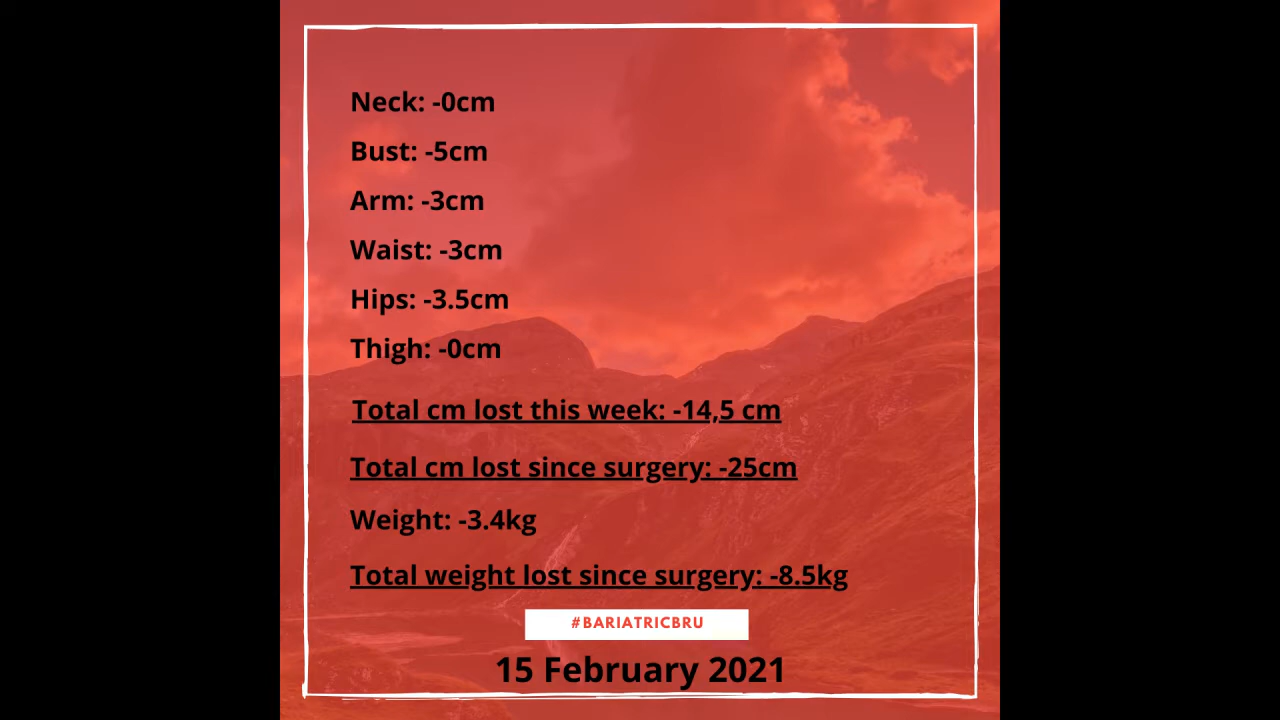 Neck: -0cm
Bust: -5cm
Arm: -3cm
Waist: -3cm
Hips: -3.5cm
Thigh: -0cm
Total cm lost this week: -14,5 cm
Total cm lost since surgery: -25cm
Weight: -3.4kg
Total weight lost since surgery: -8.5kg
#BARIATRICBRU
15 February 2021